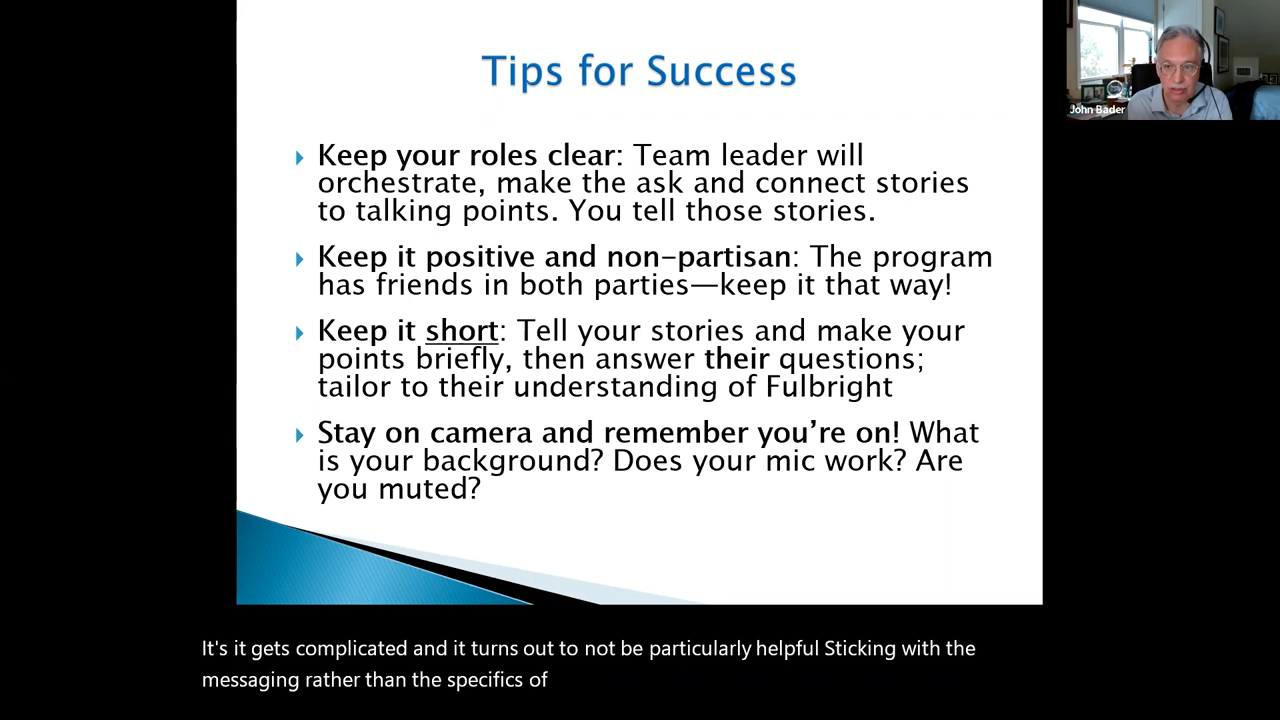 Tips for Success
John Bader
Keep your roles clear: Team leader will
orchestrate, make the ask and connect stories
to talking points. You tell those stories.
Keep it positive and non-partisan: The program
has friends in both parties—keep it that way!
Keep it short: Tell your stories and make your
points briefly, then answer their questions;
tailor to their understanding of Fulbright
Stay on camera and remember you’re on! What
is your background? Does your mic work? Are
you muted?
It's it gets complicated and it turns out to not be particularly helpful Sticking with the
messaging rather than the specifics of